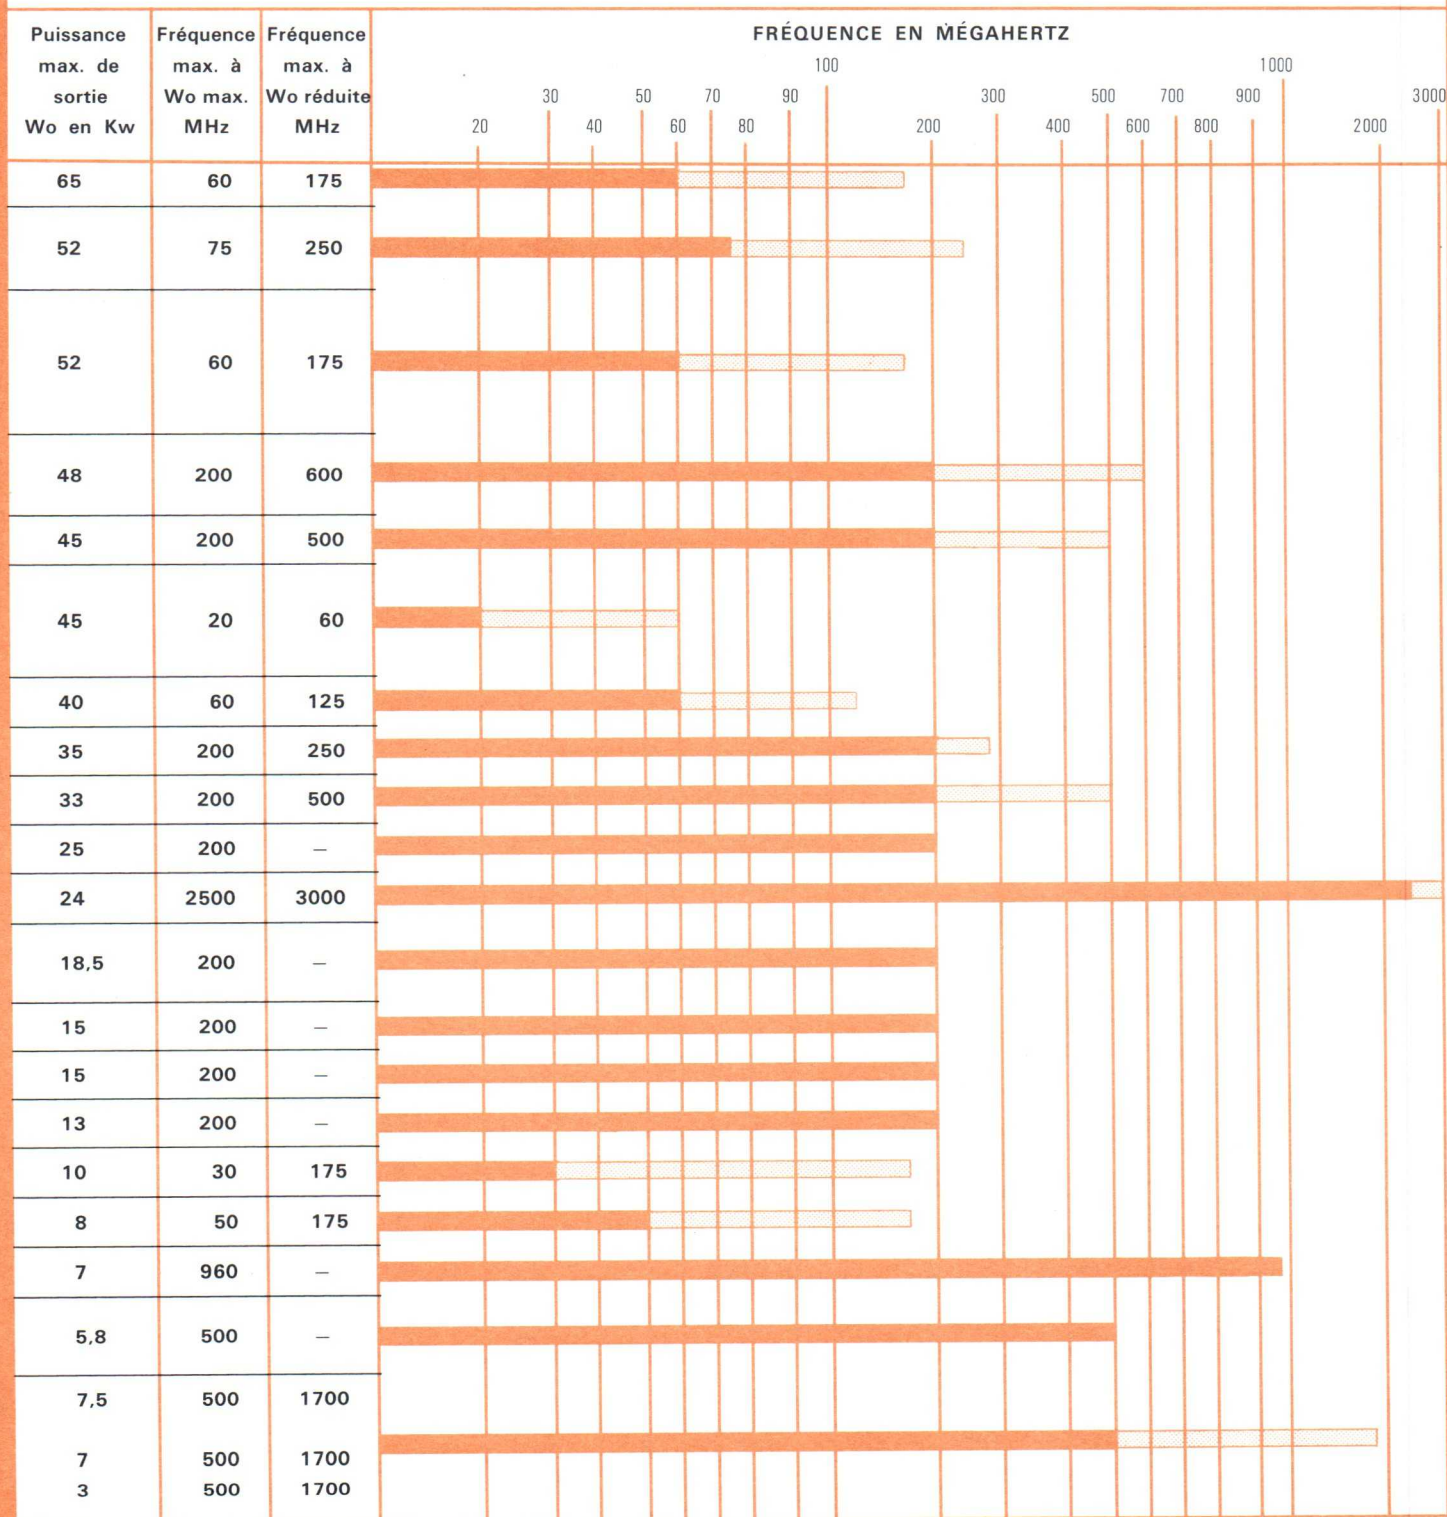 Puissance max. de sortie Wo en Kw
Fréquence max. à Wo max. MHz
Fréquence max. à Wo réduite MHz
FRÉQUENCE EN MÉGAHERTZ
100 1000
30 50 70 90 300 500 700 900 3000
20 40 60 80 200 400 600 800 2000
65 60 175
52 75 250
52 60 175
48 200 600
45 200 500
45 20 60
40 60 125
35 200 250
33 200 500
25 200 —
24 2500 3000
18,5 200 —
15 200 —
15 200 —
13 200 —
10 30 175
8 50 175
7 960 —
5,8 500 —
7,5 500 1700
7 500 1700
3 500 1700